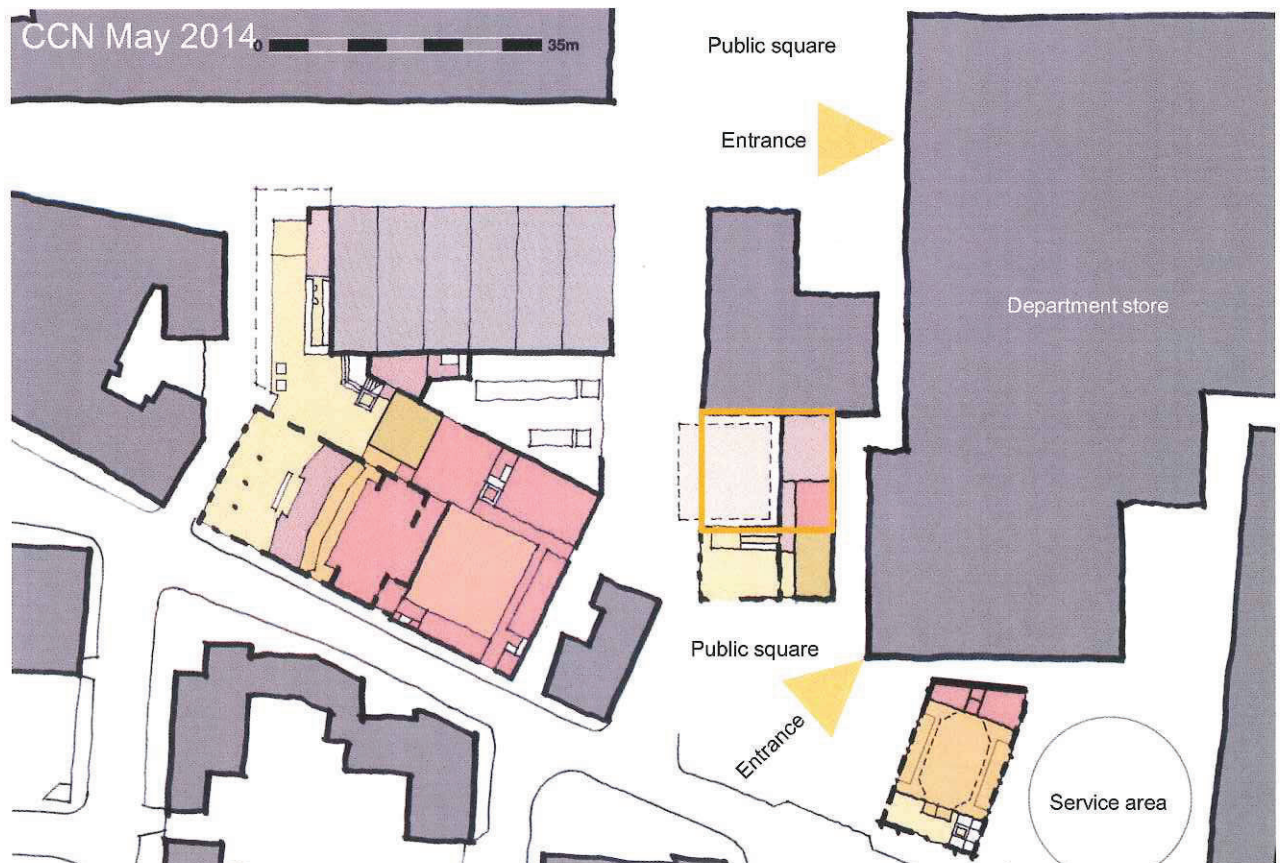 CCN May 2014
0 35m
Public square
Entrance
Department store
Public square
Entrance
Service area